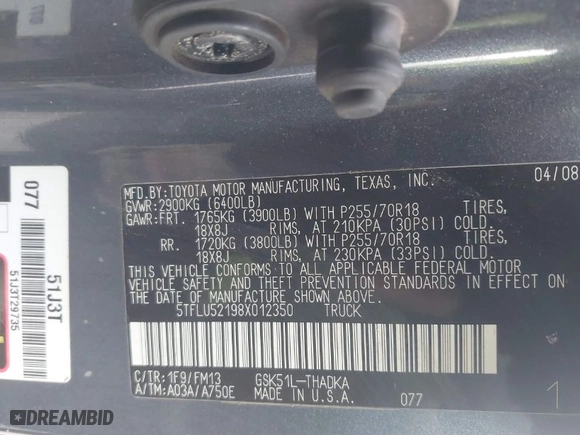 MFD.BY:TOYOTA MOTOR MANUFACTURING, TEXAS, INC. 04/08
GVWR:2900KG (6400LB)
GAWR:FRT. 1765KG (3900LB) WITH P255/70R18 TIRES,
18X8J RIMS, AT 210KPA (30PSI) COLD.
RR. 1720KG (3800LB) WITH P255/70R18 TIRES,
18X8J RIMS, AT 230KPA (33PSI) COLD.
THIS VEHICLE CONFORMS TO ALL APPLICABLE FEDERAL MOTOR
VEHICLE SAFETY AND THEFT PREVENTION STANDARDS IN EFFECT ON
THE DATE OF MANUFACTURE SHOWN ABOVE.
5TFLU52198X012350 TRUCK
C/TR:1F9/FM13 GSK51L-THADKA
A/TM:A03A/A750E MADE IN U.S.A. 077
1
077
51J3T
51J3T29735
DREAMBID